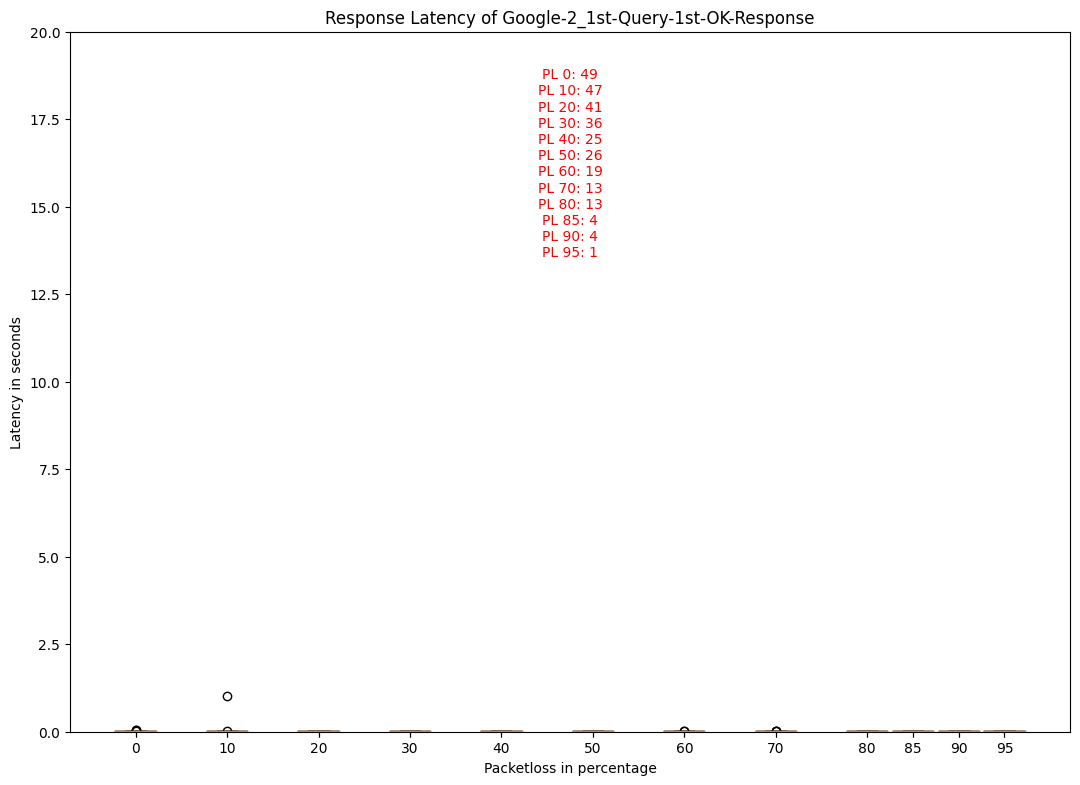 Response Latency of Google-2_1st-Query-1st-OK-Response
20.0
17.5
15.0
12.5
10.0
7.5
5.0
2.5
0.0
Latency in seconds
PL 0: 49
PL 10: 47
PL 20: 41
PL 30: 36
PL 40: 25
PL 50: 26
PL 60: 19
PL 70: 13
PL 80: 13
PL 85: 4
PL 90: 4
PL 95: 1
0 10 20 30 40 50 60 70 80 85 90 95
Packetloss in percentage